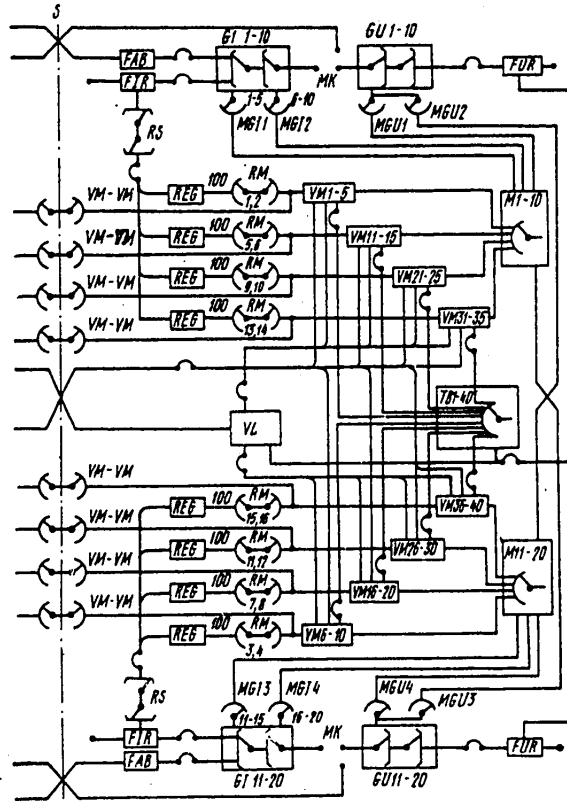 S
GI 1-10
GU 1-10
FAB
FIR
MK
FUR
1-5
6-10
MGI1
MGI2
MGU1
MGU2
RS
VM-VM
REG
100
RM
1,2
VM1-5
M1-10
VM-VM
REG
100
RM
5,6
VM11-15
VM-VM
REG
100
RM
9,10
VM21-25
VM-VM
REG
100
RM
13,14
VM31-35
TB1-40
VL
VM-VM
REG
100
RM
15,16
VM36-40
VM-VM
REG
100
RM
11,12
VM26-30
M11-20
VM-VM
REG
100
RM
7,8
VM16-20
VM-VM
REG
100
RM
3,4
VM6-10
RS
MGI3
MGI4
MGU4
MGU3
11-15
16-20
FIR
MK
FUR
FAB
GI 11-20
GU11-20